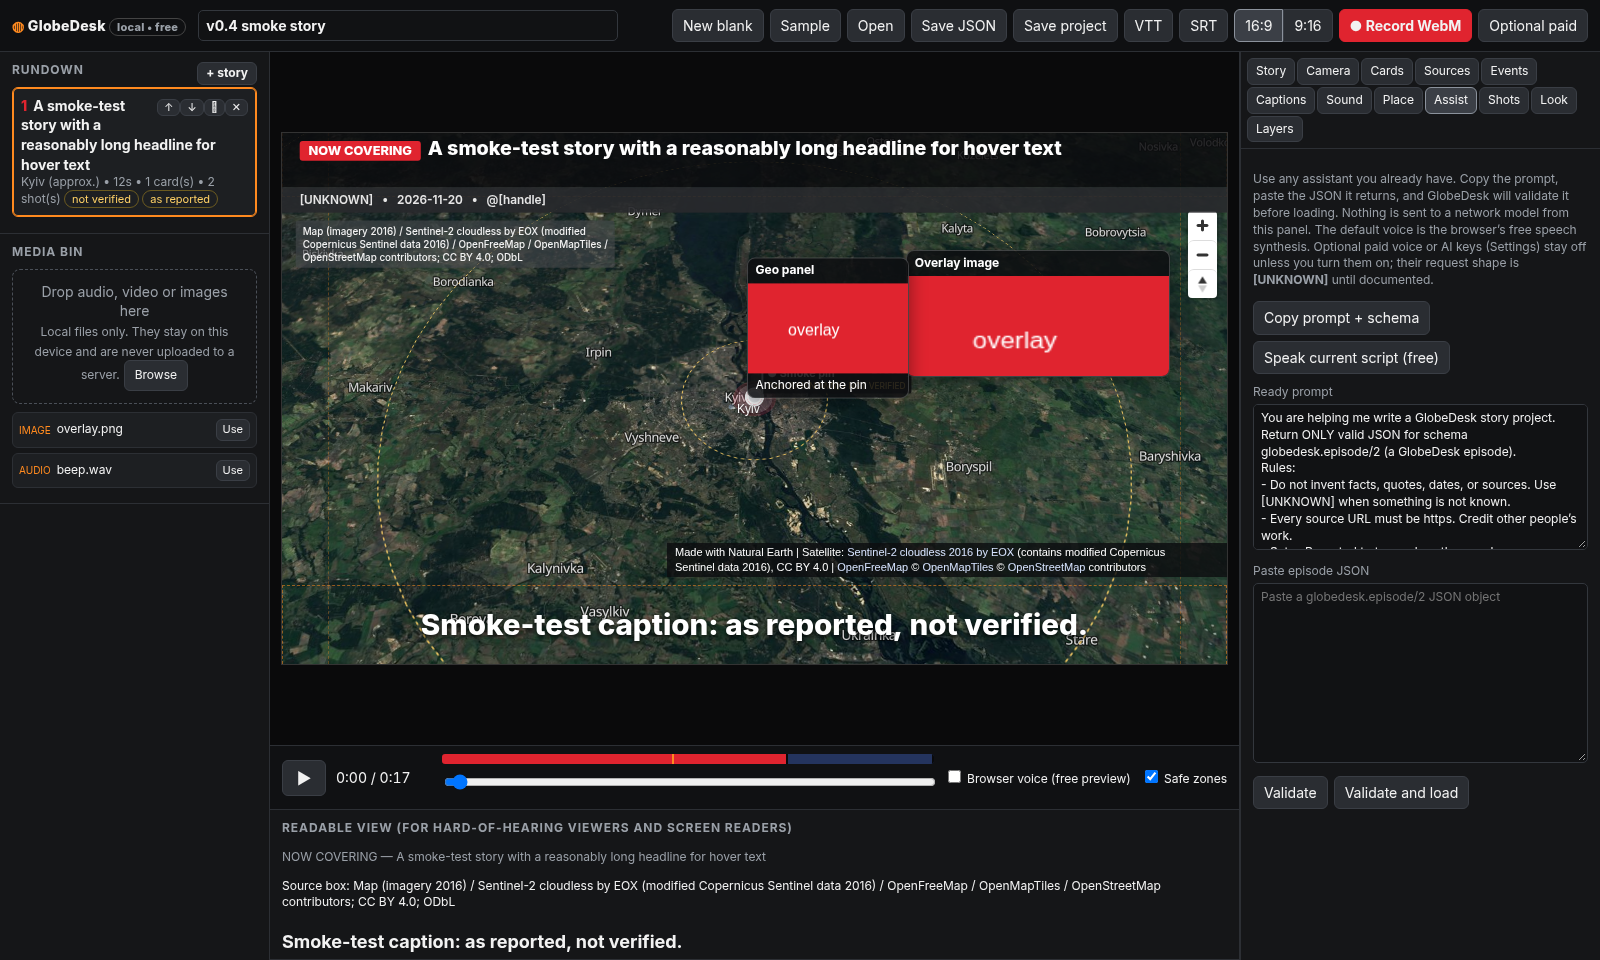 GlobeDesk
local • free
v0.4 smoke story
New blank
Sample
Open
Save JSON
Save project
VTT
SRT
16:9
9:16
Record WebM
Optional paid
RUNDOWN
+ story
1 A smoke-test
story with a
reasonably long headline for
hover text
Kyiv (approx.) • 12s • 1 card(s) • 2
shot(s) not verified as reported
MEDIA BIN
Drop audio, video or images
here
Local files only. They stay on this
device and are never uploaded to a
server. Browse
IMAGE overlay.png Use
AUDIO beep.wav Use
NOW COVERING A smoke-test story with a reasonably long headline for hover text
Nosivka
[UNKNOWN] • 2026-11-20 • @[handle]
Dymer
Map (imagery 2016) / Sentinel-2 cloudless by EOX (modified
Copernicus Sentinel data 2016) / OpenFreeMap / OpenMapTiles /
OpenStreetMap contributors; CC BY 4.0; ODbL
Kalyta
Bobrovytsia
Borodianka
Geo panel
overlay
Anchored at the pin
Overlay image
overlay
VERIFIED
Irpin
Makariv
Kyiv
Kyiv
Vyshneve
Boryspil
Baryshivka
Made with Natural Earth | Satellite: Sentinel-2 cloudless 2016 by EOX (contains modified Copernicus
Sentinel data 2016), CC BY 4.0 | OpenFreeMap © OpenMapTiles © OpenStreetMap contributors
Kalynivka
Vasylkiv
Smoke-test caption: as reported, not verified.
Ukrainka
Stare
0:00 / 0:17
Browser voice (free preview)
Safe zones
READABLE VIEW (FOR HARD-OF-HEARING VIEWERS AND SCREEN READERS)
NOW COVERING — A smoke-test story with a reasonably long headline for hover text
Source box: Map (imagery 2016) / Sentinel-2 cloudless by EOX (modified Copernicus Sentinel data 2016) / OpenFreeMap / OpenMapTiles / OpenStreetMap
contributors; CC BY 4.0; ODbL
Smoke-test caption: as reported, not verified.
Story
Camera
Cards
Sources
Events
Captions
Sound
Place
Assist
Shots
Look
Layers
Use any assistant you already have. Copy the prompt,
paste the JSON it returns, and GlobeDesk will validate it
before loading. Nothing is sent to a network model from
this panel. The default voice is the browser's free speech
synthesis. Optional paid voice or AI keys (Settings) stay off
unless you turn them on; their request shape is
[UNKNOWN] until documented.
Copy prompt + schema
Speak current script (free)
Ready prompt
You are helping me write a GlobeDesk story project.
Return ONLY valid JSON for schema
globedesk.episode/2 (a GlobeDesk episode).
Rules:
- Do not invent facts, quotes, dates, or sources. Use
[UNKNOWN] when something is not known.
- Every source URL must be https. Credit other people's
work.
Paste episode JSON
Paste a globedesk.episode/2 JSON object
Validate
Validate and load